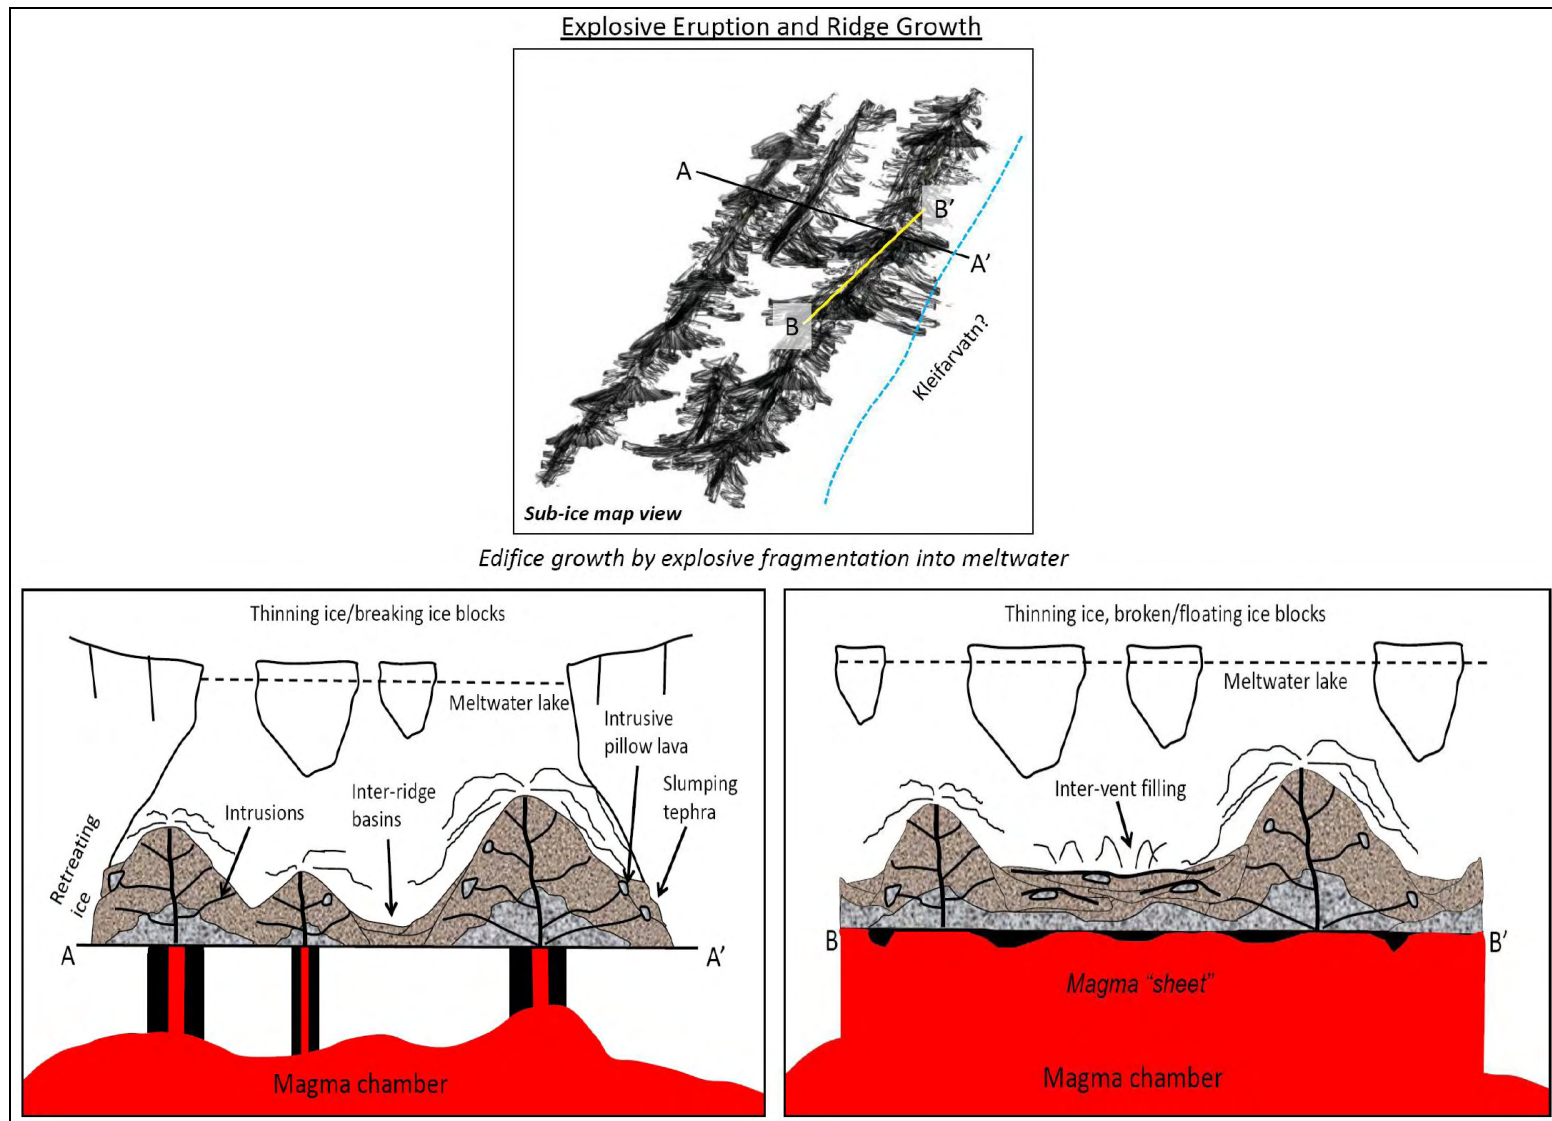 Explosive Eruption and Ridge Growth
A
B'
A'
B
Kleifarvatn?
Sub-ice map view
Edifice growth by explosive fragmentation into meltwater
Thinning ice/breaking ice blocks
Meltwater lake
Intrusive
pillow lava
Slumping
tephra
Inter-ridge
basins
Intrusions
Retreating
ice
A
A'
Magma chamber
Thinning ice, broken/floating ice blocks
Meltwater lake
Inter-vent filling
B
B'
Magma "sheet"
Magma chamber